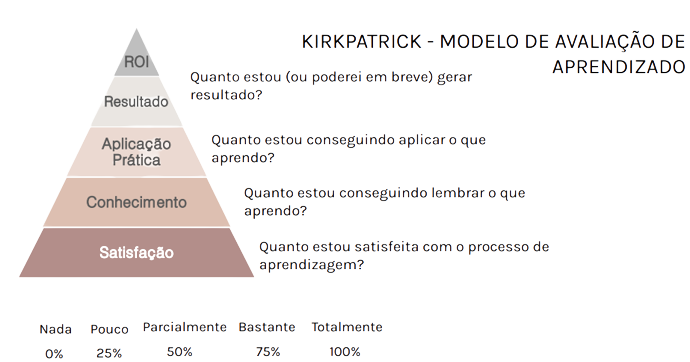 KIRKPATRICK - MODELO DE AVALIAÇÃO DE
APRENDIZADO
ROI
Quanto estou (ou poderei em breve) gerar
resultado?
Resultado
Aplicação
Prática
Quanto estou conseguindo aplicar o que
aprendo?
Conhecimento
Quanto estou conseguindo lembrar o que
aprendo?
Satisfação
Quanto estou satisfeita com o processo de
aprendizagem?
Nada Pouco Parcialmente Bastante Totalmente
0% 25% 50% 75% 100%